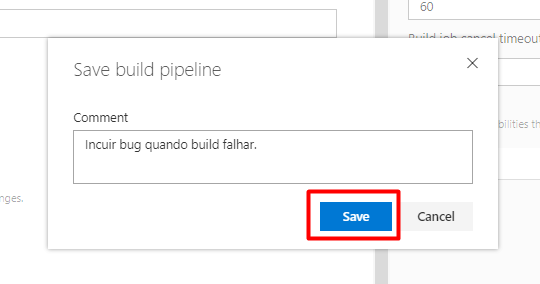 60
Build job cancel timeout
Save build pipeline
Comment
Incuir bug quando build falhar.
bilities th
nges.
Save
Cancel